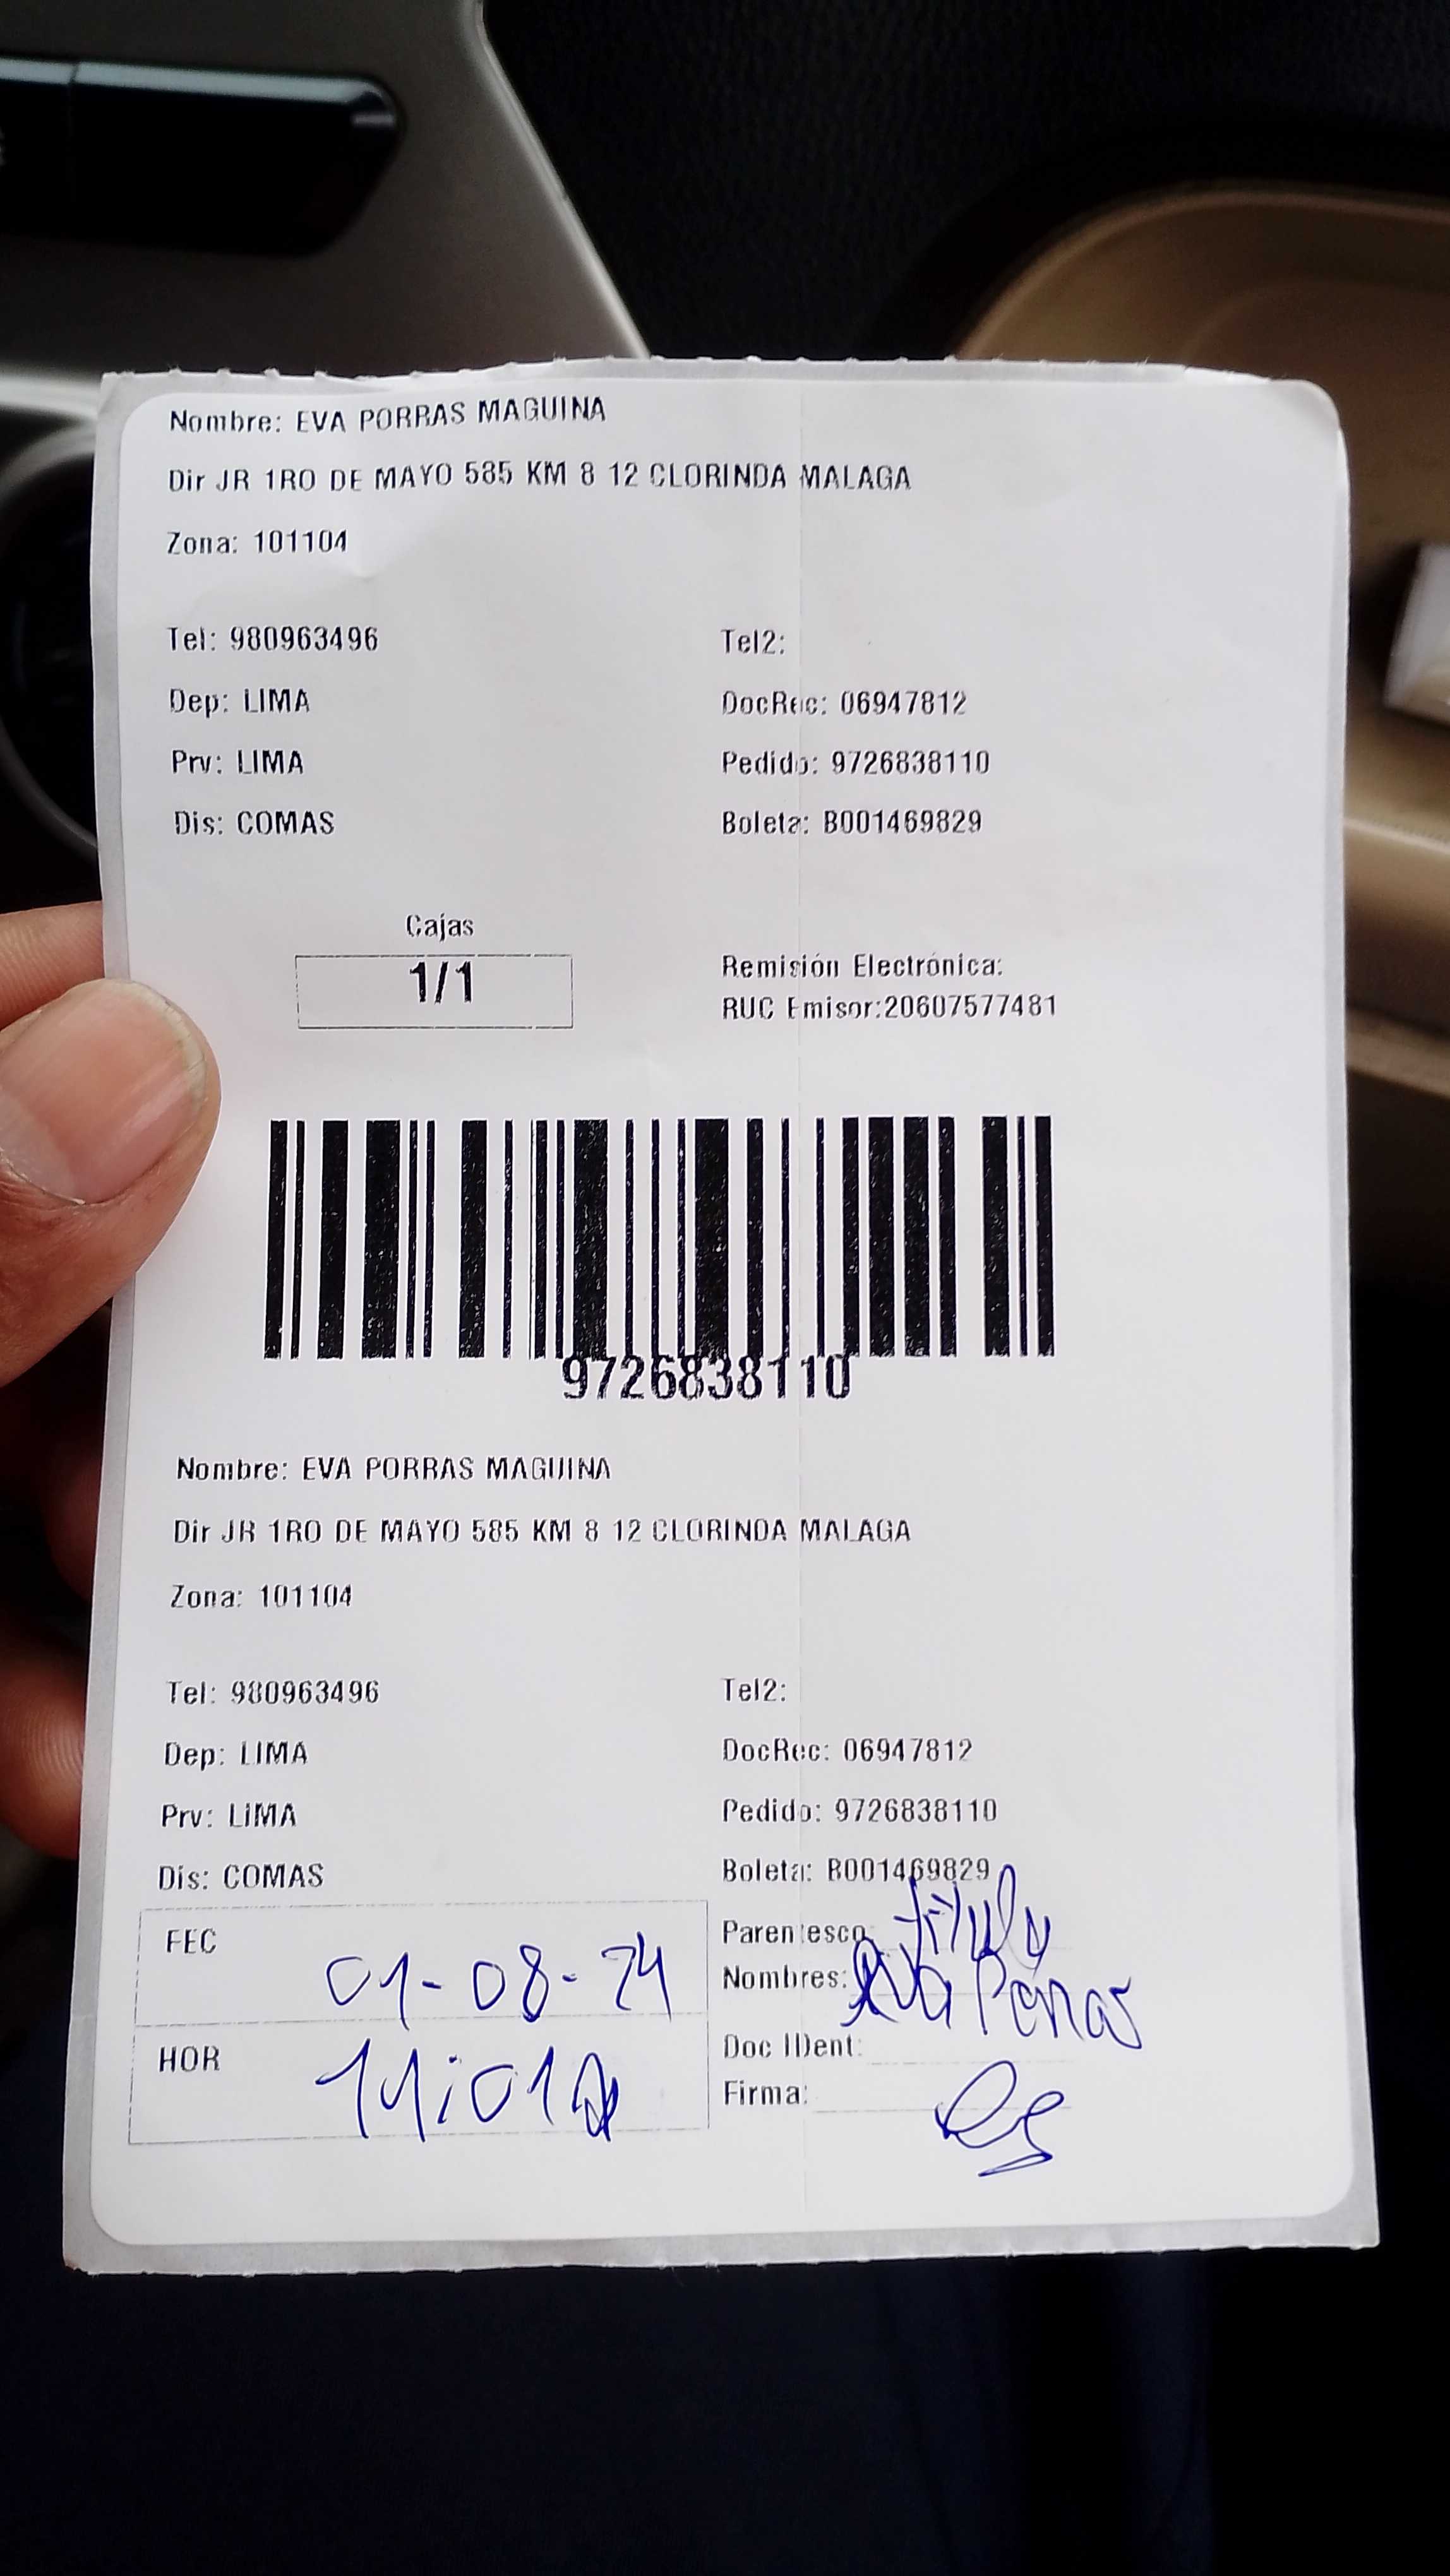 Nombre: EVA PORRAS MAGUINA
Dir JR 1RO DE MAYO 585 KM 8 12 CLORINDA MALAGA
Zona: 101104
Tel: 980963496 Tel2:
Dep: LIMA DocRec: 06947812
Prv: LIMA Pedido: 9726838110
Dis: COMAS Boleta: B001469829
Cajas
1/1
Remisión Electrónica:
RUC Emisor:20607577481
9726838110
Nombre: EVA PORRAS MAGUINA
Dir JR 1RO DE MAYO 585 KM 8 12 CLORINDA MALAGA
Zona: 101104
Tel: 980963496 Tel2:
Dep: LIMA DocRec: 06947812
Prv: LIMA Pedido: 9726838110
Dis: COMAS Boleta: B001469829
FEC 01-08-24
Parentesco:
Nombres: Eva Porras
HOR
Doc IDent:
Firma: